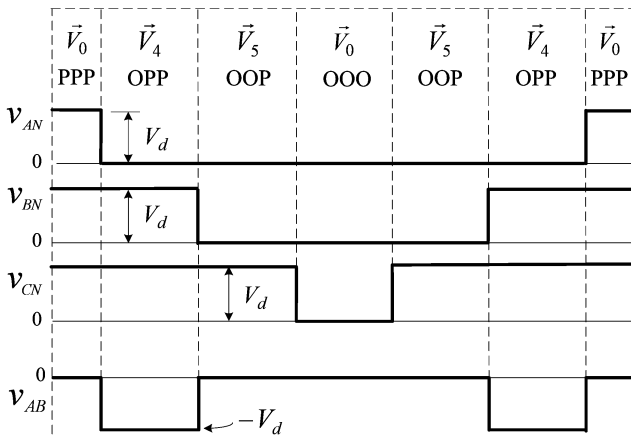 V⃗0 V⃗4 V⃗5 V⃗0 V⃗5 V⃗4 V⃗0
PPP OPP OOP OOO OOP OPP PPP
vAN
Vd
0
vBN
Vd
0
vCN
Vd
0
0
vAB
−Vd